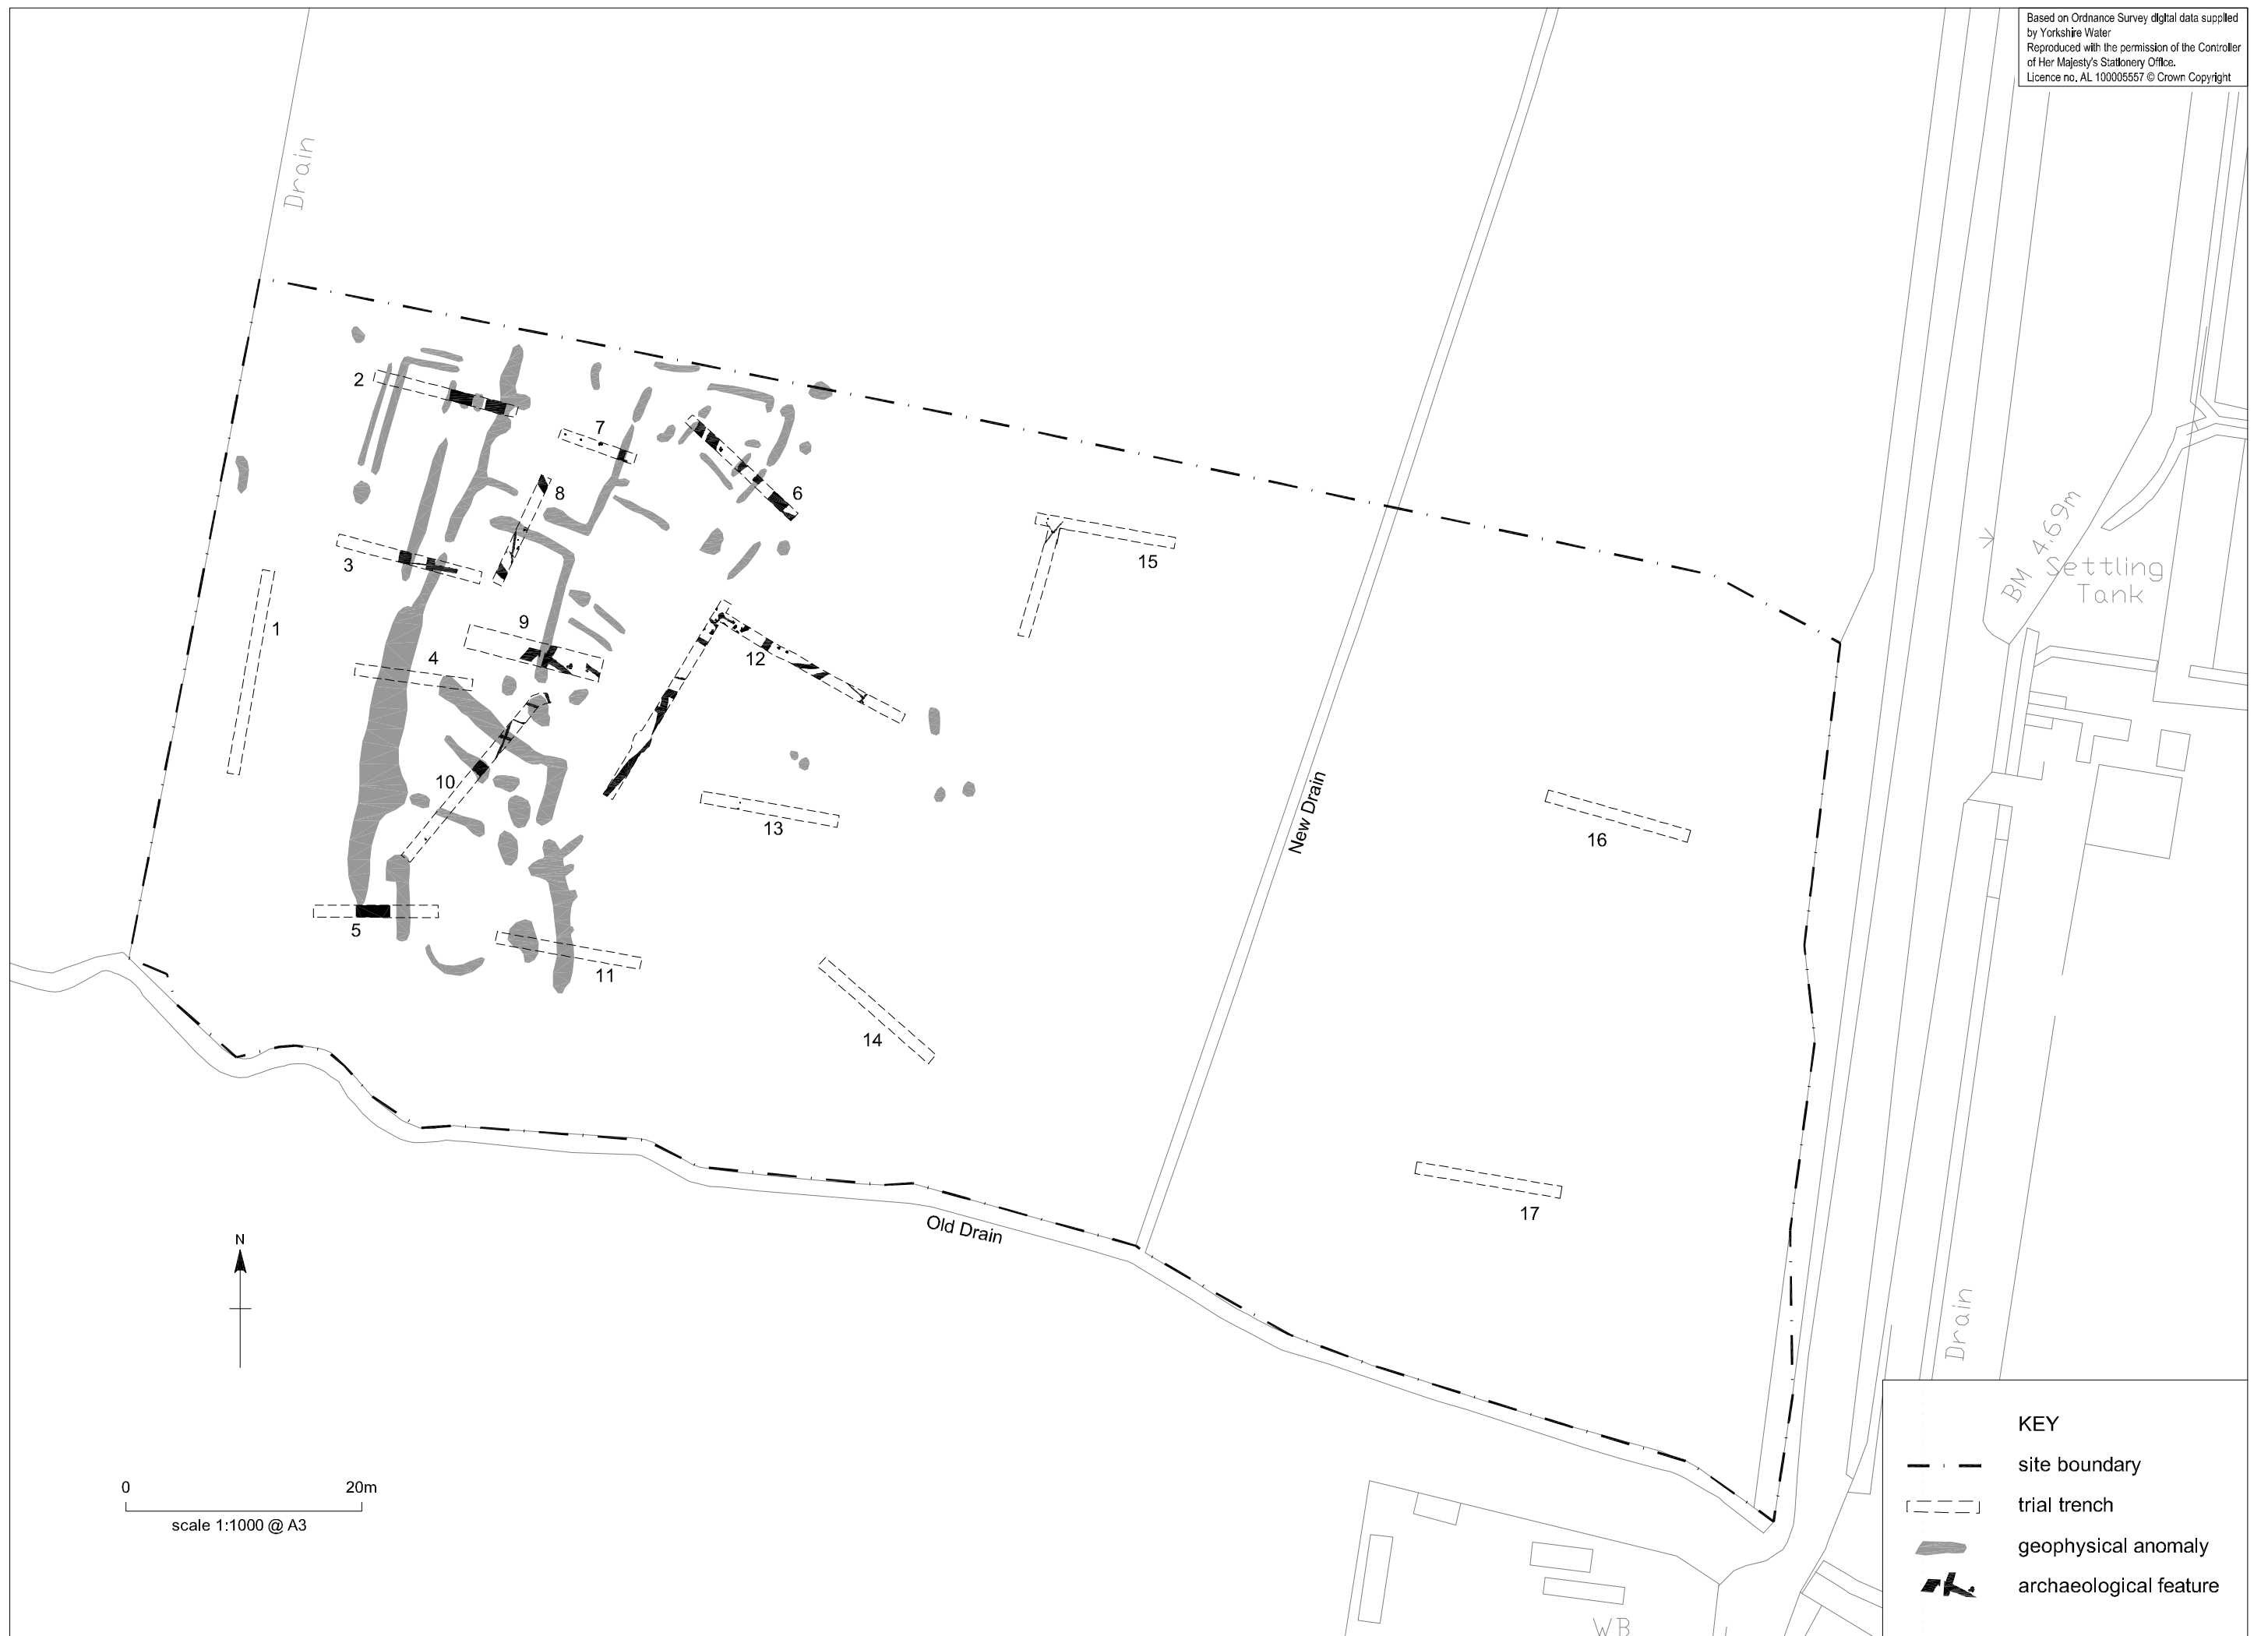 Based on Ordnance Survey digital data supplied
by Yorkshire Water
Reproduced with the permission of the Controller
of Her Majesty's Stationery Office.
Licence no. AL 100005557 © Crown Copyright
Drain
2
7
8
6
3
15
1
9
4
12
BM 4.69m
Settling
Tank
10
13
16
New Drain
5
11
14
17
Old Drain
N
Drain
0 20m
scale 1:1000 @ A3
KEY
site boundary
trial trench
geophysical anomaly
archaeological feature
WB